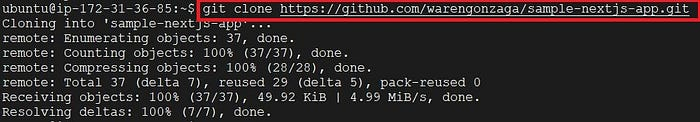 ubuntu@ip-172-31-36-85:~$ git clone https://github.com/warengonzaga/sample-nextjs-app.git
Cloning into 'sample-nextjs-app'...
remote: Enumerating objects: 37, done.
remote: Counting objects: 100% (37/37), done.
remote: Compressing objects: 100% (28/28), done.
remote: Total 37 (delta 7), reused 29 (delta 5), pack-reused 0
Receiving objects: 100% (37/37), 49.92 KiB | 4.99 MiB/s, done.
Resolving deltas: 100% (7/7), done.